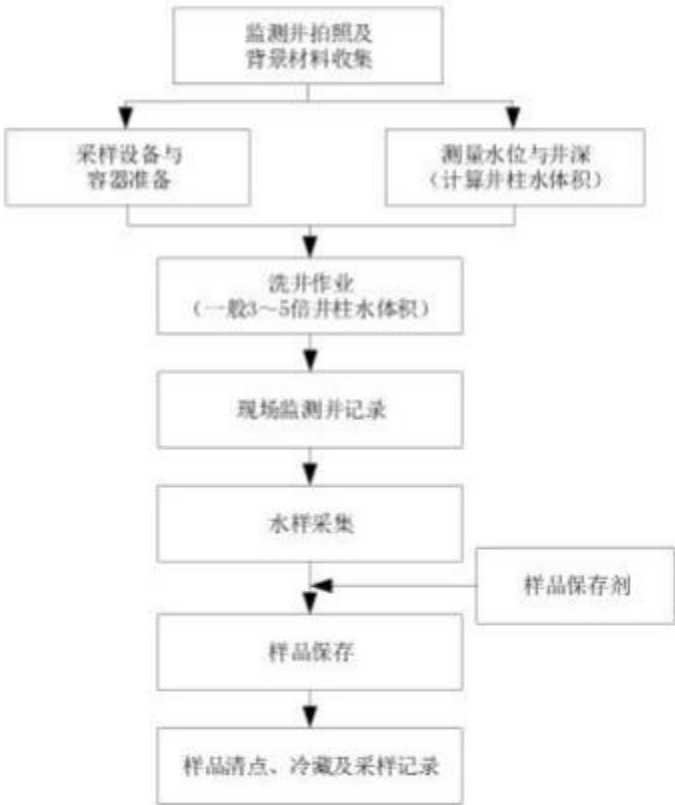 监测井拍照及
背景材料收集
采样设备与
容器准备
测量水位与井深
（计算井柱水体积）
洗井作业
（一般3～5倍井柱水体积）
现场监测并记录
水样采集
样品保存剂
样品保存
样品清点、冷藏及采样记录